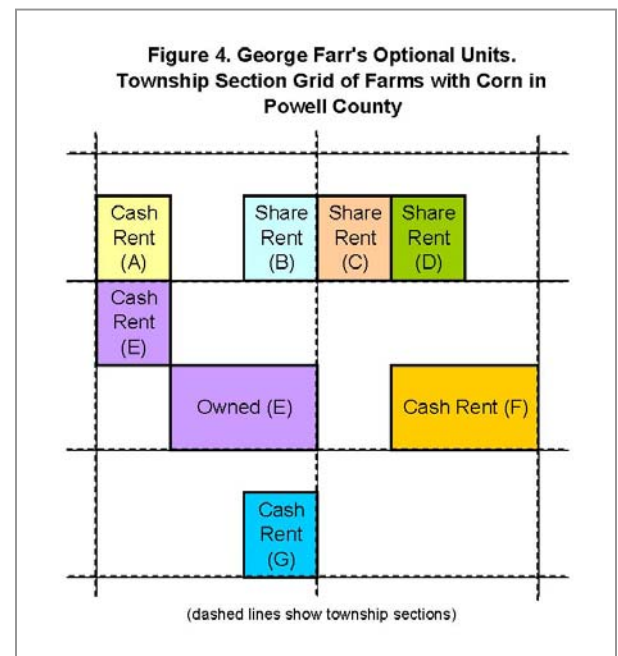 Figure 4. George Farr's Optional Units.
Township Section Grid of Farms with Corn in
Powell County
Cash
Rent
(A)
Share
Rent
(B)
Share
Rent
(C)
Share
Rent
(D)
Cash
Rent
(E)
Owned (E)
Cash Rent (F)
Cash
Rent
(G)
(dashed lines show township sections)